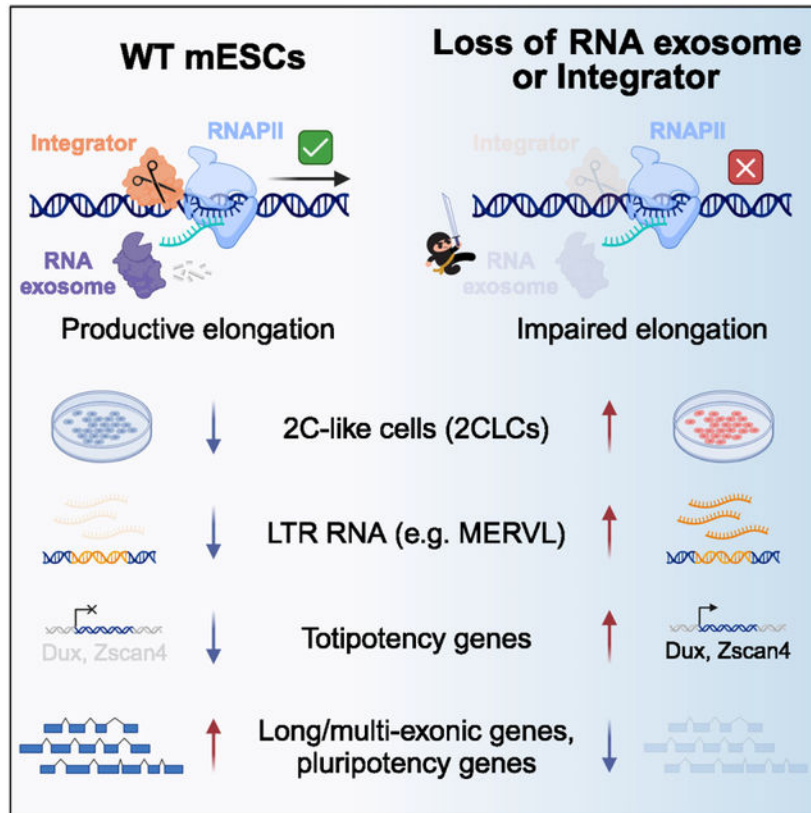 WT mESCs
Loss of RNA exosome
or Integrator
Integrator
RNAPII
RNA
exosome
Productive elongation
Integrator
RNAPII
RNA
exosome
Impaired elongation
2C-like cells (2CLCs)
LTR RNA (e.g. MERVL)
Dux, Zscan4
Totipotency genes
Dux, Zscan4
Long/multi-exonic genes,
pluripotency genes